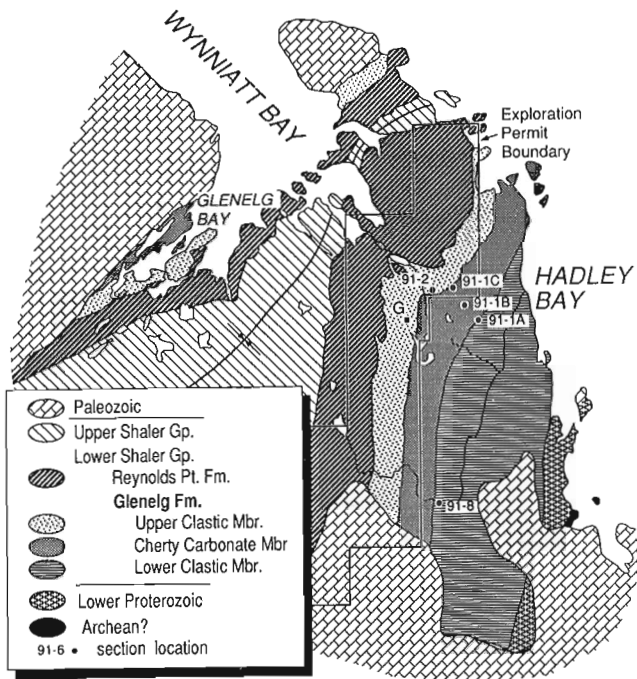 WYNNIATT BAY
Exploration
Permit
Boundary
GLENELG
BAY
HADLEY
BAY
91-2
91-1C
91-1B
91-1A
G
91-8
Paleozoic
Upper Shaler Gp.
Lower Shaler Gp.
Reynolds Pt. Fm.
Glenelg Fm.
Upper Clastic Mbr.
Cherty Carbonate Mbr
Lower Clastic Mbr.
Lower Proterozoic
Archean?
91-6 • section location